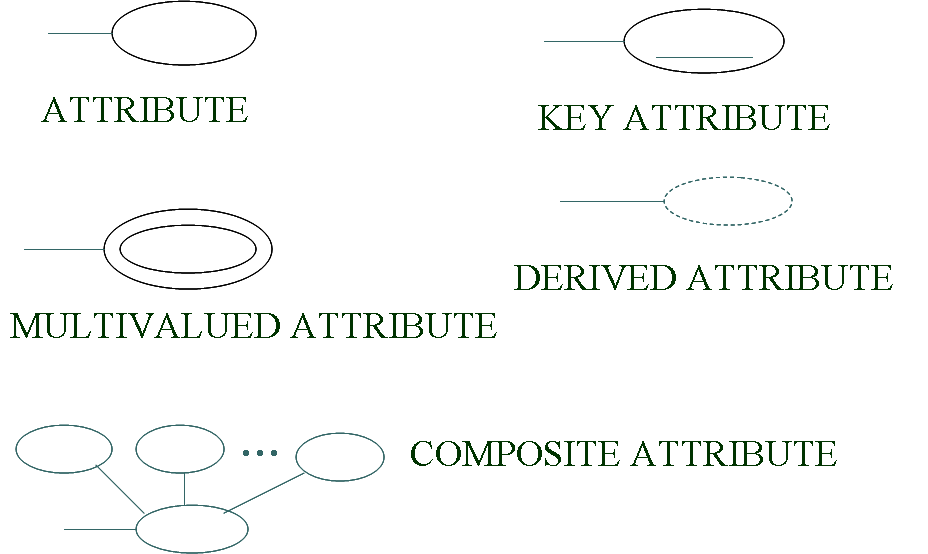 ATTRIBUTE
KEY ATTRIBUTE
DERIVED ATTRIBUTE
MULTIVALUED ATTRIBUTE
COMPOSITE ATTRIBUTE